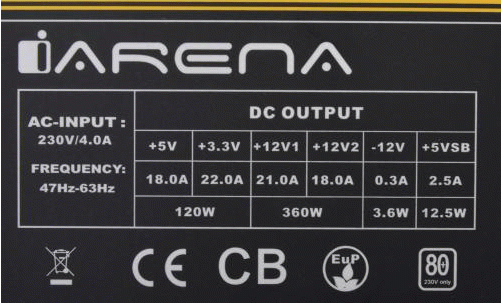 iARENA
AC-INPUT :
230V/4.0A
FREQUENCY:
47Hz-63Hz
DC OUTPUT
+5V +3.3V +12V1 +12V2 -12V +5VSB
18.0A 22.0A 21.0A 18.0A 0.3A 2.5A
120W 360W 3.6W 12.5W
CE CB EuP 80+
230V only